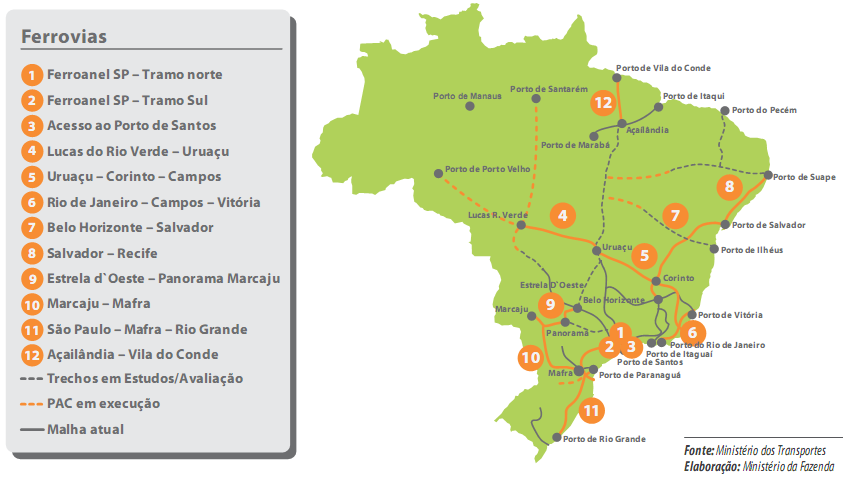 Ferrovias
1 Ferroanel SP – Tramo norte
2 Ferroanel SP – Tramo Sul
3 Acesso ao Porto de Santos
4 Lucas do Rio Verde – Uruaçu
5 Uruaçu – Corinto – Campos
6 Rio de Janeiro – Campos – Vitória
7 Belo Horizonte – Salvador
8 Salvador – Recife
9 Estrela d`Oeste – Panorama Marcaju
10 Marcaju – Mafra
11 São Paulo – Mafra – Rio Grande
12 Açailândia – Vila do Conde
Trechos em Estudos/Avaliação
PAC em execução
Malha atual
Porto de Vila do Conde
Porto de Santarém
Porto de Manaus
12
Porto de Itaqui
Porto do Pecém
Açailândia
Porto de Marabá
Porto de Porto Velho
Porto de Suape
8
Lucas R. Verde
4
7
Porto de Salvador
Uruaçu
5
Porto de Ilhéus
Corinto
Estrela D`Oeste
Belo Horizonte
9
Marcaju
Porto de Vitória
Panorama
1
6
2
3
Porto do Rio de Janeiro
Porto de Itaguaí
10
Porto de Santos
Mafra
Porto de Paranaguá
11
Porto de Rio Grande
Fonte: Ministério dos Transportes
Elaboração: Ministério da Fazenda